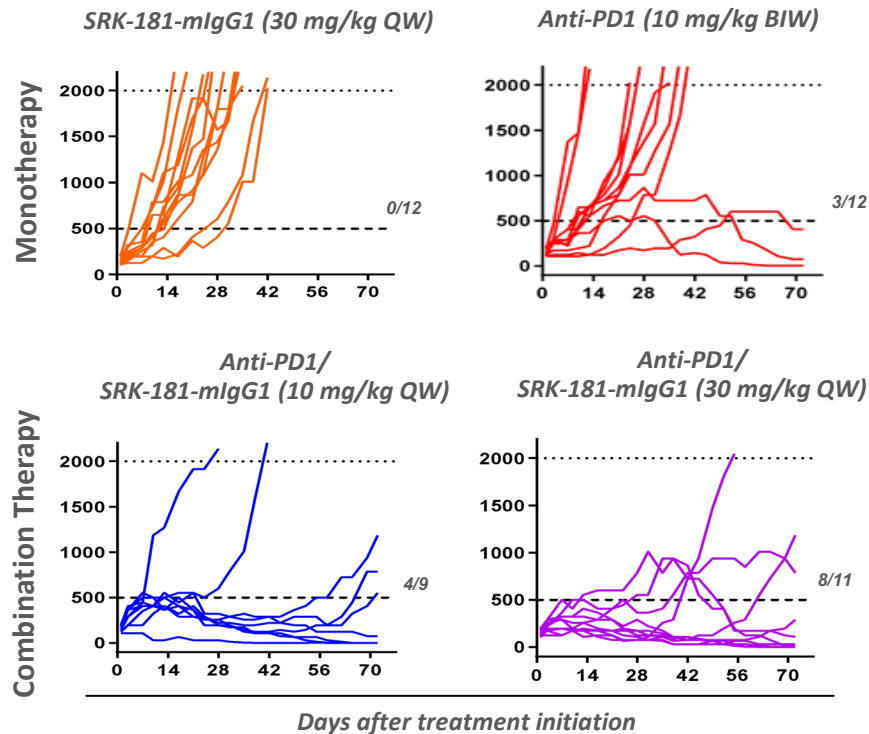 SRK-181-mIgG1 (30 mg/kg QW)
Anti-PD1 (10 mg/kg BIW)
Monotherapy
2000
1500
1000
500
0
0/12
0 14 28 42 56 70
2000
1500
1000
500
0
3/12
0 14 28 42 56 70
Anti-PD1/
SRK-181-mIgG1 (10 mg/kg QW)
Anti-PD1/
SRK-181-mIgG1 (30 mg/kg QW)
Combination Therapy
2000
1500
1000
500
0
4/9
0 14 28 42 56 70
2000
1500
1000
500
0
8/11
0 14 28 42 56 70
Days after treatment initiation